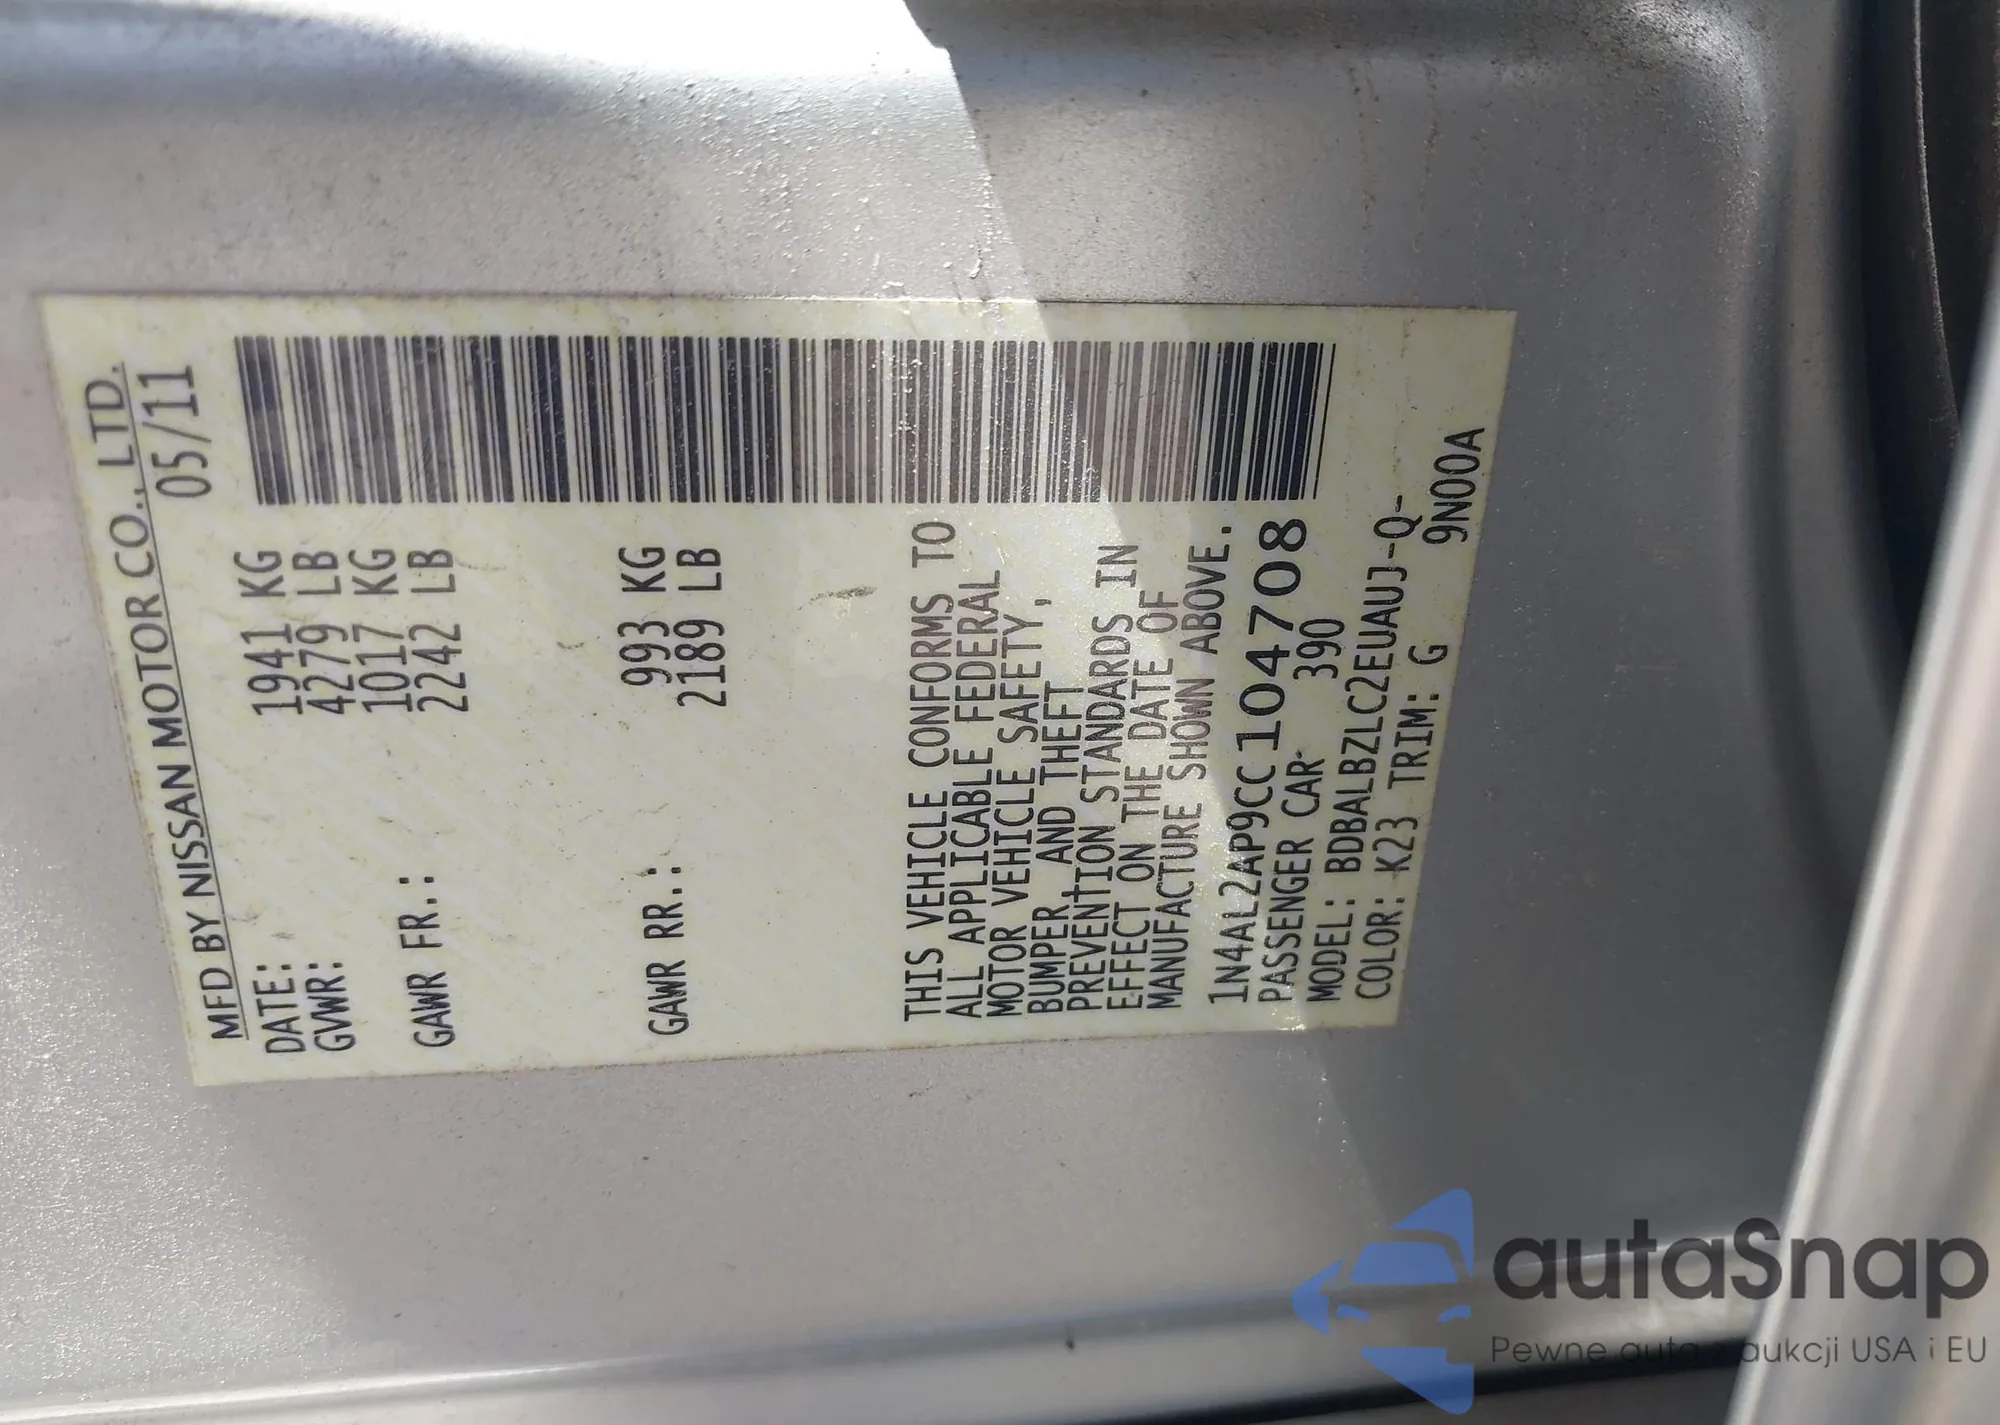 MFD BY NISSAN MOTOR CO., LTD.
DATE: 05/11
GVWR: 1941 KG
4279 LB
GAWR FR.: 1017 KG
2242 LB
GAWR RR.: 993 KG
2189 LB
THIS VEHICLE CONFORMS TO
ALL APPLICABLE FEDERAL
MOTOR VEHICLE SAFETY,
BUMPER, AND THEFT
PREVENTION STANDARDS IN
EFFECT ON THE DATE OF
MANUFACTURE SHOWN ABOVE.
1N4AL2AP9CC104708
PASSENGER CAR 390
MODEL: BDBALBZLC2EUAUJ-Q-
COLOR: K23 TRIM: G 9N00A
autaSnap
Pewne auta z aukcji USA i EU